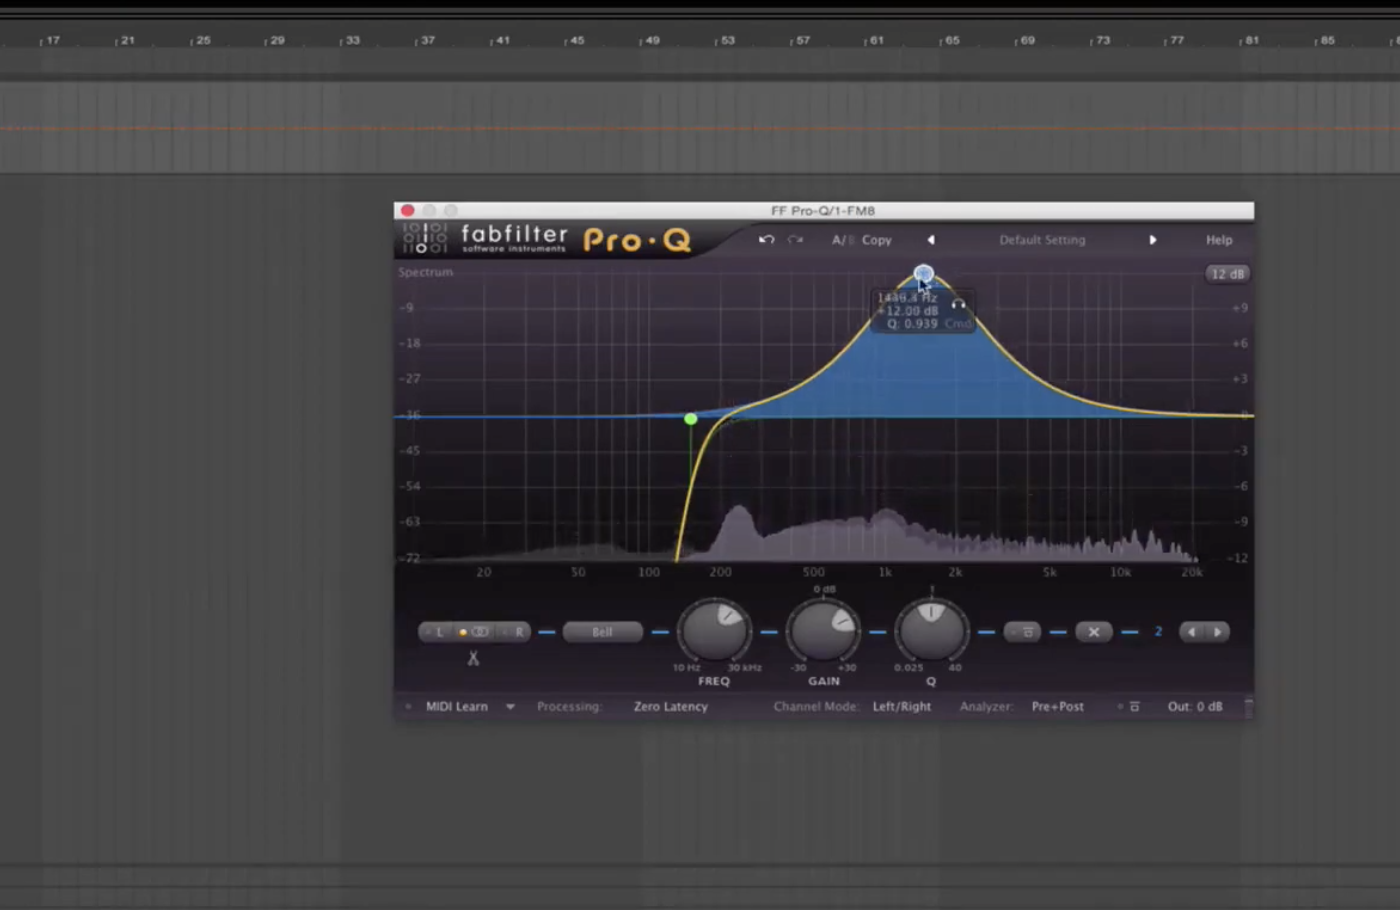 17 21 25 29 33 37 41 45 49 53 57 61 65 69 73 77 81 85
FF Pro-Q/1-FM8
fabfilter
software instruments
Pro·Q
A/B Copy
Default Setting
Help
Spectrum
12 dB
-9 +9
-18 +6
-27 +3
-36 0
-45 -3
-54 -6
-63 -9
-72 -12
+12.00 dB
Q: 0.939 Cmd
20 50 100 200 500 1k 2k 5k 10k 20k
0 dB 1
L R Bell 2
10 Hz 30 kHz -30 +30 0.025 40
FREQ GAIN Q
MIDI Learn Processing: Zero Latency Channel Mode: Left/Right Analyzer: Pre+Post Out: 0 dB